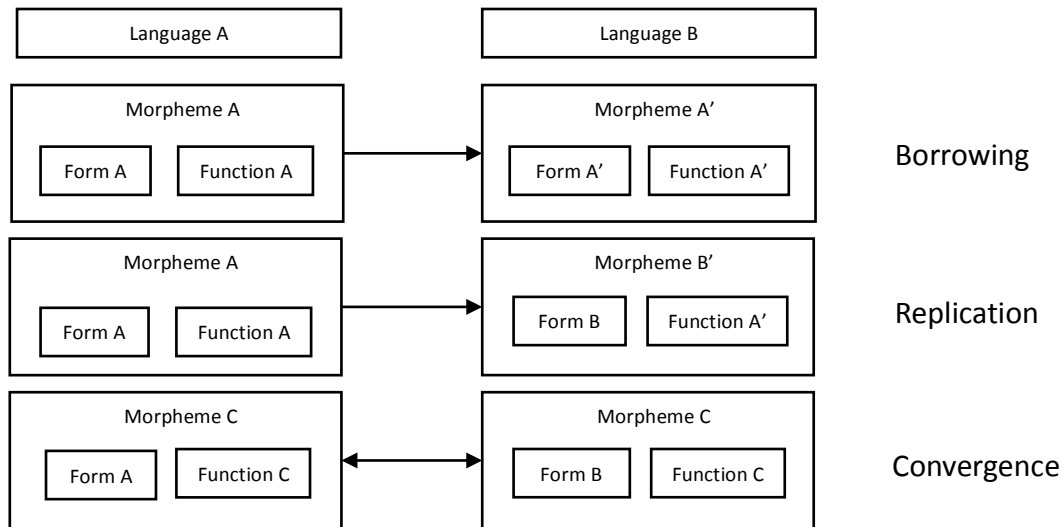 Language A
Language B
Morpheme A
Form A
Function A
Morpheme A’
Form A’
Function A’
Borrowing
Morpheme A
Form A
Function A
Morpheme B’
Form B
Function A’
Replication
Morpheme C
Form A
Function C
Morpheme C
Form B
Function C
Convergence